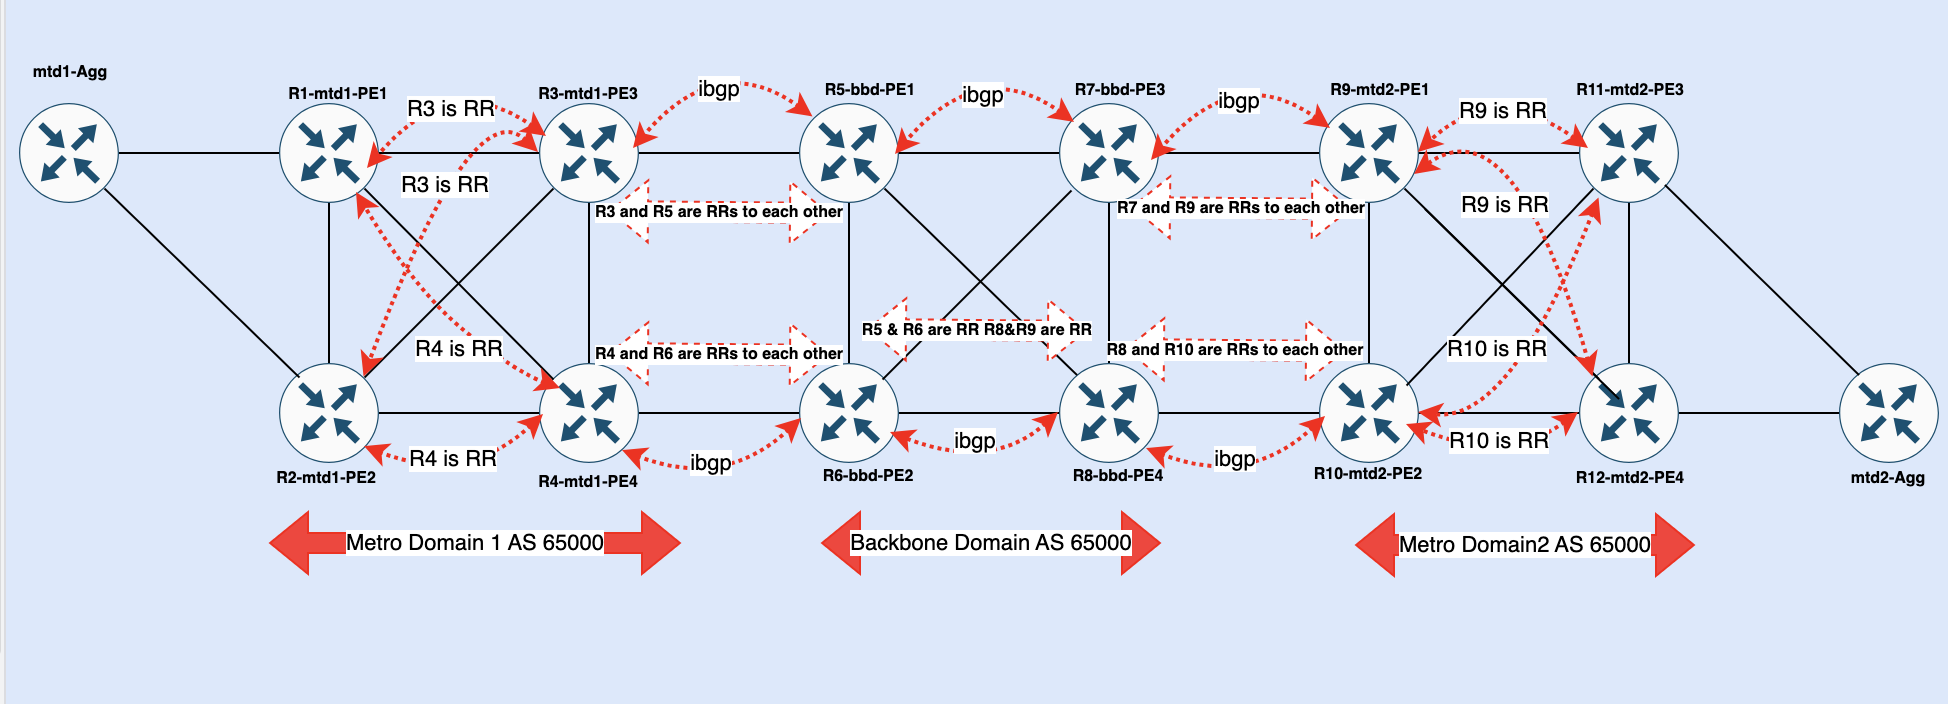 mtd1-Agg
R1-mtd1-PE1
R3 is RR
R3-mtd1-PE3
ibgp
R5-bbd-PE1
ibgp
R7-bbd-PE3
ibgp
R9-mtd2-PE1
R9 is RR
R11-mtd2-PE3
R3 is RR
R3 and R5 are RRs to each other
R7 and R9 are RRs to each other
R9 is RR
R4 is RR
R4 and R6 are RRs to each other
R5 & R6 are RR R8&R9 are RR
R8 and R10 are RRs to each other
R10 is RR
R2-mtd1-PE2
R4 is RR
R4-mtd1-PE4
ibgp
R6-bbd-PE2
ibgp
R8-bbd-PE4
ibgp
R10-mtd2-PE2
R10 is RR
R12-mtd2-PE4
mtd2-Agg
Metro Domain 1 AS 65000
Backbone Domain AS 65000
Metro Domain2 AS 65000